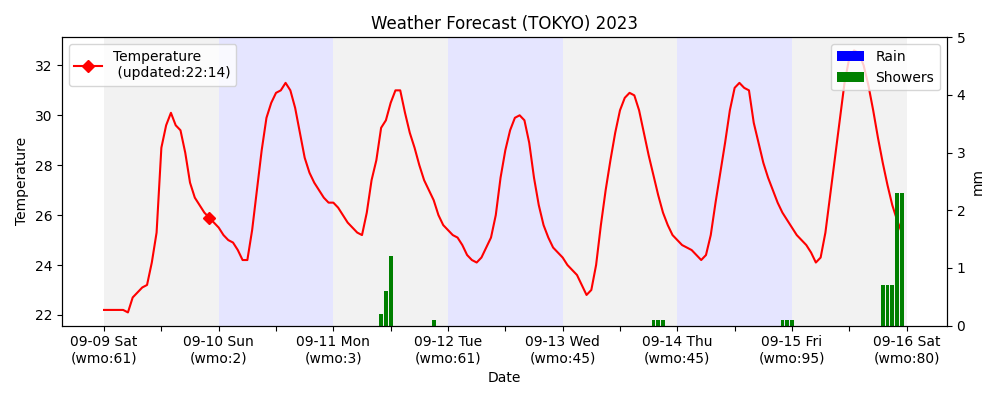 Weather Forecast (TOKYO) 2023
Temperature
(updated:22:14)
Rain
Showers
32
30
28
26
24
22
Temperature
5
4
3
2
1
0
mm
09-09 Sat
(wmo:61)
09-10 Sun
(wmo:2)
09-11 Mon
(wmo:3)
09-12 Tue
(wmo:61)
09-13 Wed
(wmo:45)
09-14 Thu
(wmo:45)
09-15 Fri
(wmo:95)
09-16 Sat
(wmo:80)
Date